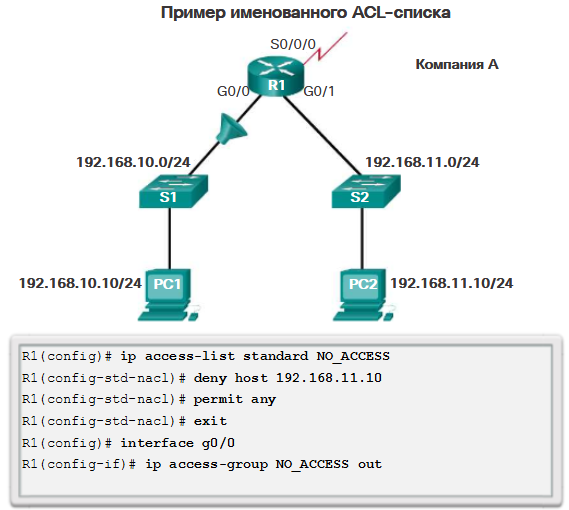 Пример именованного ACL-списка
S0/0/0
Компания A
R1
G0/0
G0/1
192.168.10.0/24
192.168.11.0/24
S1
S2
192.168.10.10/24
PC1
PC2
192.168.11.10/24
R1(config)# ip access-list standard NO_ACCESS
R1(config-std-nacl)# deny host 192.168.11.10
R1(config-std-nacl)# permit any
R1(config-std-nacl)# exit
R1(config)# interface g0/0
R1(config-if)# ip access-group NO_ACCESS out